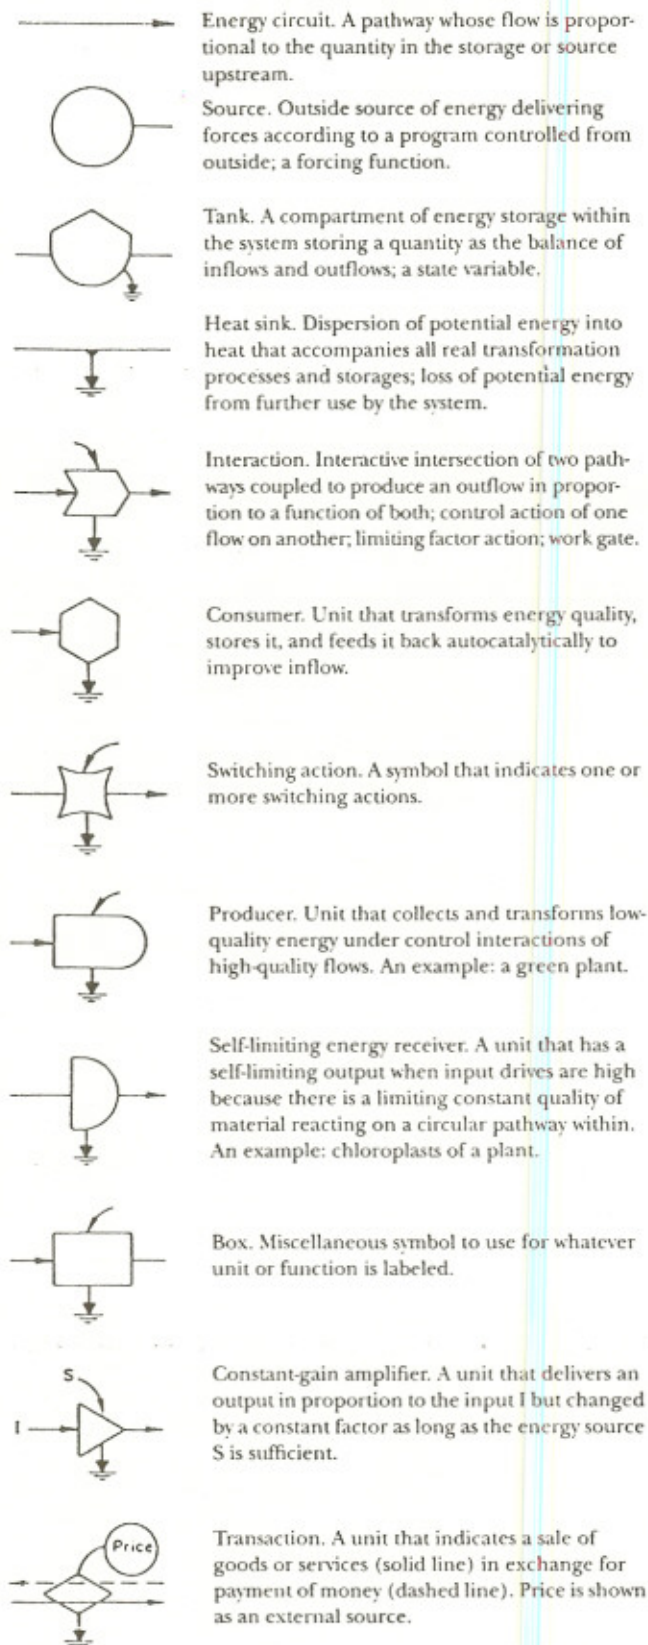 Energy circuit. A pathway whose flow is propor-
tional to the quantity in the storage or source
upstream.
Source. Outside source of energy delivering
forces according to a program controlled from
outside; a forcing function.
Tank. A compartment of energy storage within
the system storing a quantity as the balance of
inflows and outflows; a state variable.
Heat sink. Dispersion of potential energy into
heat that accompanies all real transformation
processes and storages; loss of potential energy
from further use by the system.
Interaction. Interactive intersection of two path-
ways coupled to produce an outflow in propor-
tion to a function of both; control action of one
flow on another; limiting factor action; work gate.
Consumer. Unit that transforms energy quality,
stores it, and feeds it back autocatalytically to
improve inflow.
Switching action. A symbol that indicates one or
more switching actions.
Producer. Unit that collects and transforms low-
quality energy under control interactions of
high-quality flows. An example: a green plant.
Self-limiting energy receiver. A unit that has a
self-limiting output when input drives are high
because there is a limiting constant quality of
material reacting on a circular pathway within.
An example: chloroplasts of a plant.
Box. Miscellaneous symbol to use for whatever
unit or function is labeled.
S
I
Constant-gain amplifier. A unit that delivers an
output in proportion to the input I but changed
by a constant factor as long as the energy source
S is sufficient.
Price
Transaction. A unit that indicates a sale of
goods or services (solid line) in exchange for
payment of money (dashed line). Price is shown
as an external source.